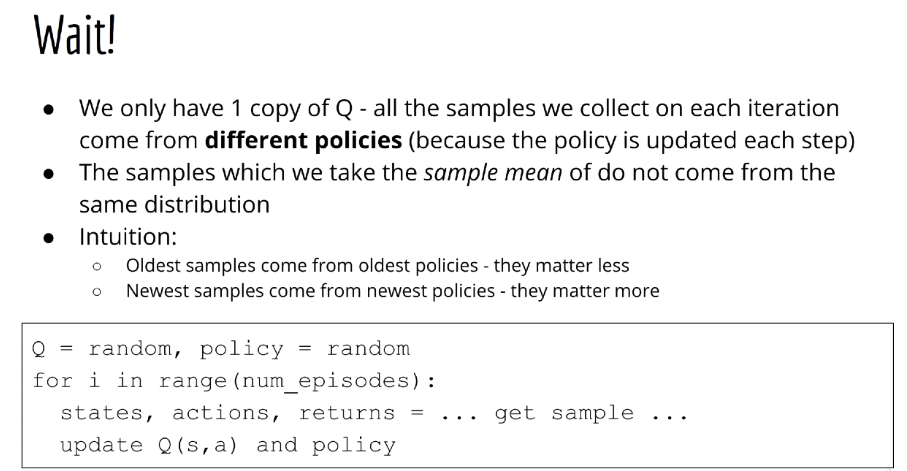 Wait!
● We only have 1 copy of Q - all the samples we collect on each iteration
come from different policies (because the policy is updated each step)
● The samples which we take the sample mean of do not come from the
same distribution
● Intuition:
○ Oldest samples come from oldest policies - they matter less
○ Newest samples come from newest policies - they matter more
Q = random, policy = random
for i in range(num_episodes):
  states, actions, returns = ... get sample ...
  update Q(s,a) and policy